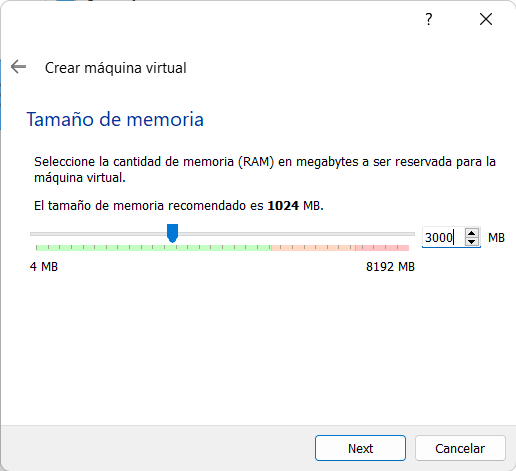 ?
Crear máquina virtual
Tamaño de memoria
Seleccione la cantidad de memoria (RAM) en megabytes a ser reservada para la
máquina virtual.
El tamaño de memoria recomendado es 1024 MB.
3000 MB
4 MB 8192 MB
Next Cancelar